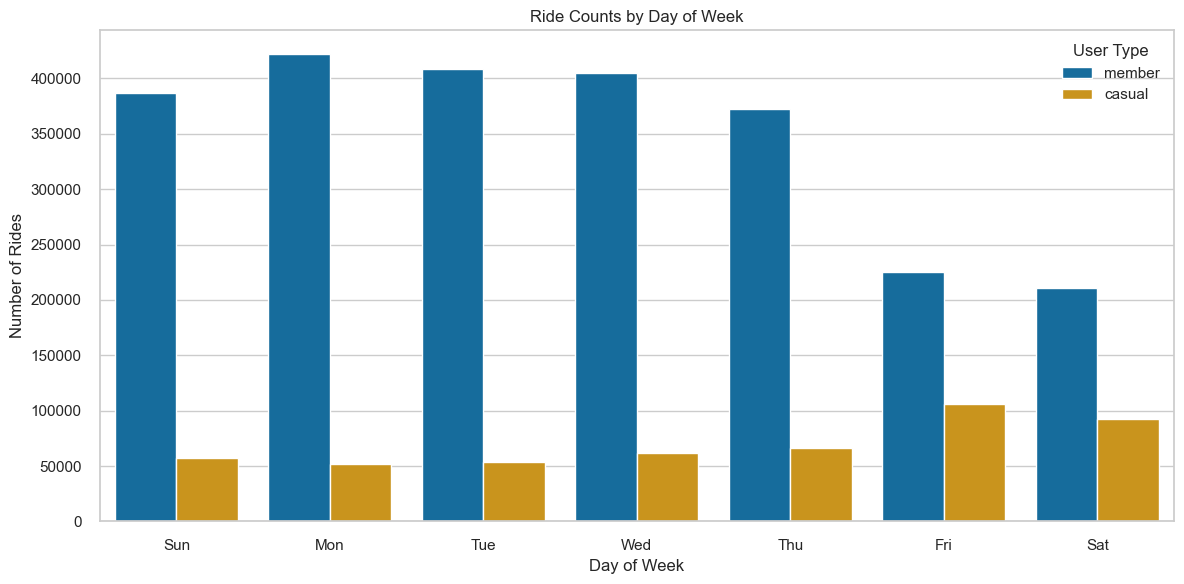 Ride Counts by Day of Week
User Type
member
casual
Number of Rides
400000
350000
300000
250000
200000
150000
100000
50000
0
Sun Mon Tue Wed Thu Fri Sat
Day of Week